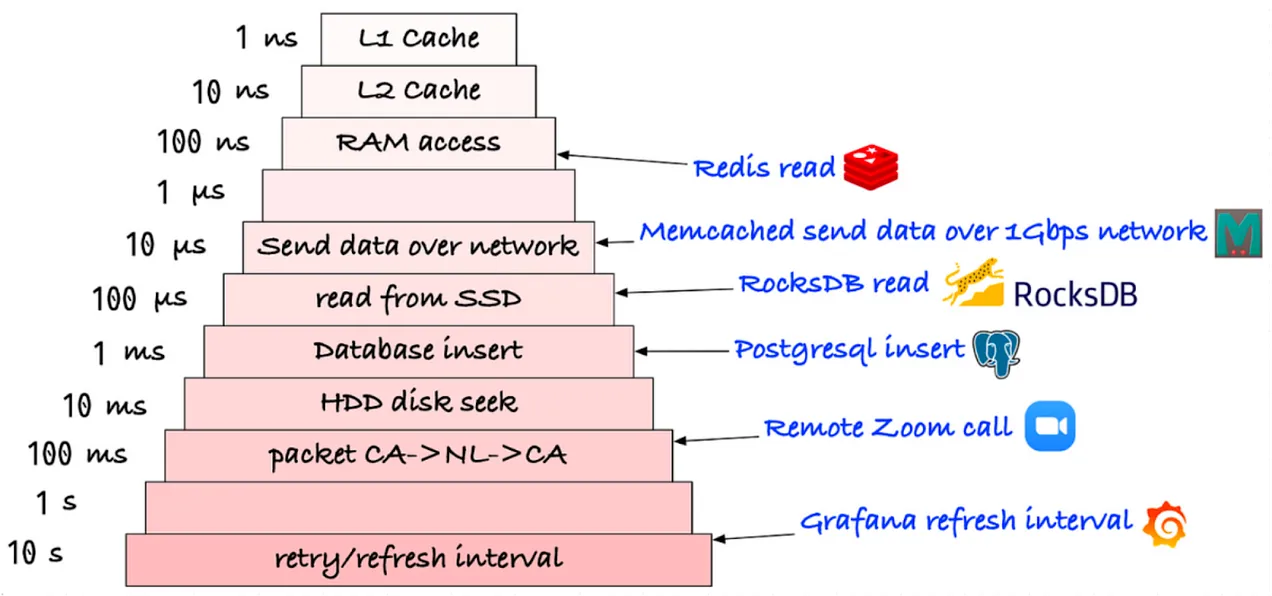 1 ns
L1 Cache
10 ns
L2 Cache
100 ns
RAM access
Redis read
1 µs
10 µs
Send data over network
Memcached send data over 1Gbps network
M
100 µs
read from SSD
RocksDB read
RocksDB
1 ms
Database insert
Postgresql insert
10 ms
HDD disk seek
100 ms
packet CA->NL->CA
Remote Zoom call
1 s
10 s
retry/refresh interval
Grafana refresh interval